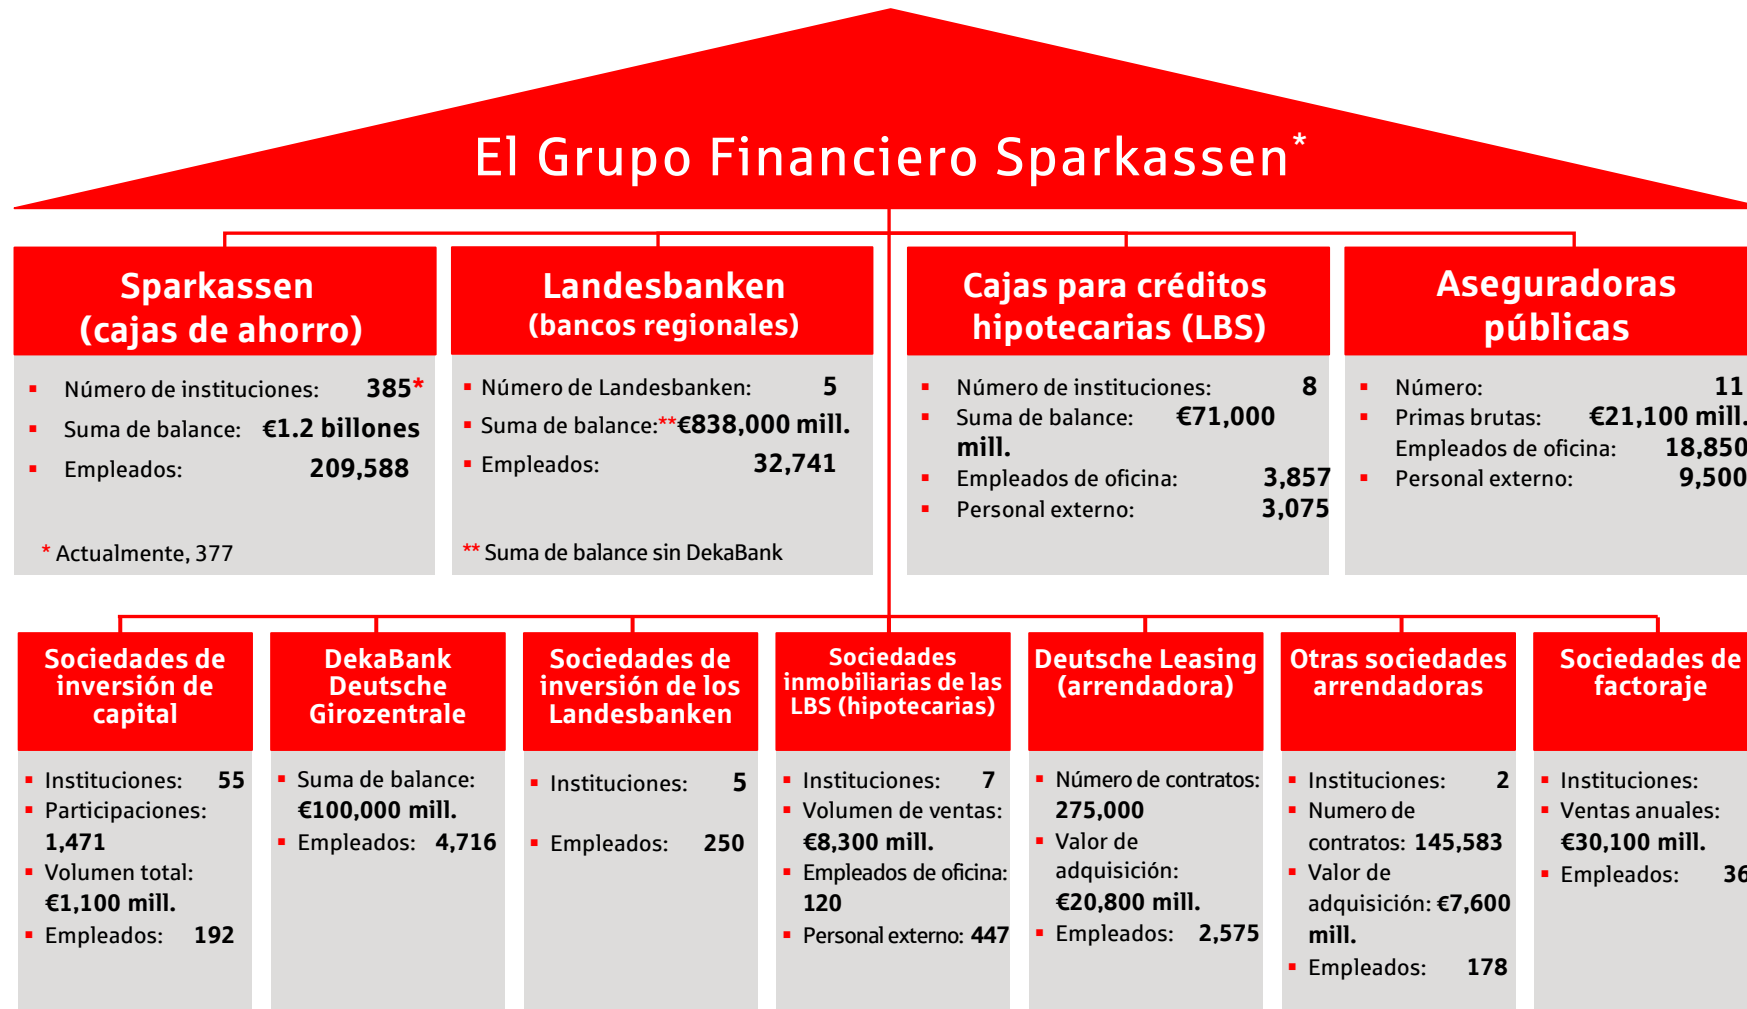 El Grupo Financiero Sparkassen*
Sparkassen
(cajas de ahorro)
Número de instituciones: 385*
Suma de balance: €1.2 billones
Empleados: 209,588
* Actualmente, 377
Landesbanken
(bancos regionales)
Número de Landesbanken: 5
Suma de balance:**€838,000 mill.
Empleados: 32,741
** Suma de balance sin DekaBank
Cajas para créditos
hipotecarias (LBS)
Número de instituciones: 8
Suma de balance: €71,000
mill.
Empleados de oficina: 3,857
Personal externo: 3,075
Aseguradoras
públicas
Número: 11
Primas brutas: €21,100 mill.
Empleados de oficina: 18,850
Personal externo: 9,500
Sociedades de
inversión de
capital
Instituciones: 55
Participaciones:
1,471
Volumen total:
€1,100 mill.
Empleados: 192
DekaBank
Deutsche
Girozentrale
Suma de balance:
€100,000 mill.
Empleados: 4,716
Sociedades de
inversión de los
Landesbanken
Instituciones: 5
Empleados: 250
Sociedades
inmobiliarias de las
LBS (hipotecarias)
Instituciones: 7
Volumen de ventas:
€8,300 mill.
Empleados de oficina:
120
Personal externo: 447
Deutsche Leasing
(arrendadora)
Número de contratos:
275,000
Valor de
adquisición:
€20,800 mill.
Empleados: 2,575
Otras sociedades
arrendadoras
Instituciones: 2
Numero de
contratos: 145,583
Valor de
adquisición: €7,600
mill.
Empleados: 178
Sociedades de
factoraje
Instituciones:
Ventas anuales:
€30,100 mill.
Empleados: